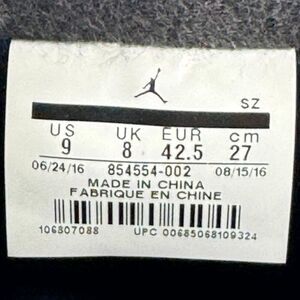 SZ
US UK EUR cm
9 8 42.5 27
06/24/16 854554-002 08/15/16
MADE IN CHINA
FABRIQUE EN CHINE
106807088 UPC 00685068109324